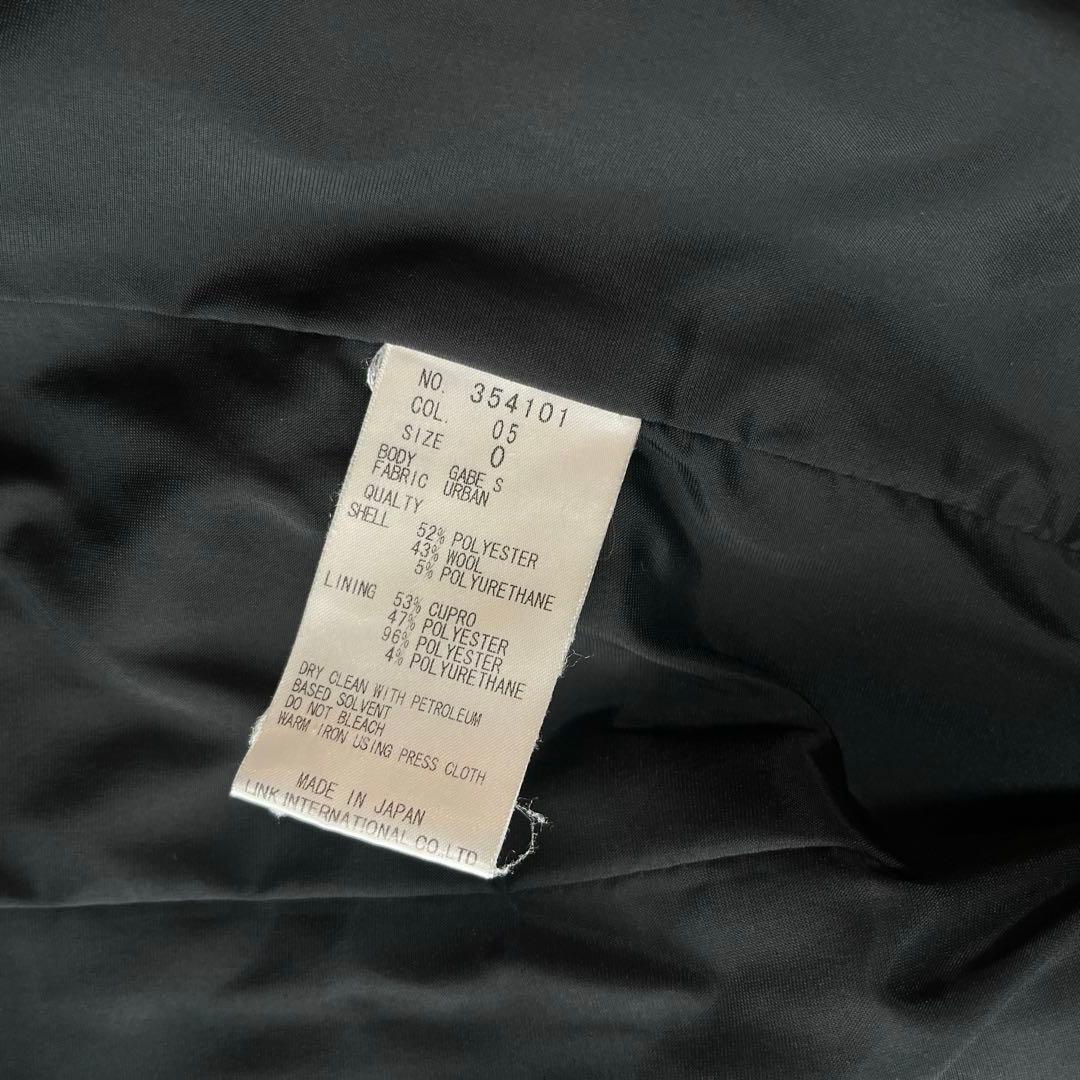 NO. 354101
COL. 05
SIZE 0
BODY GABE S
FABRIC URBAN
QUALTY
SHELL 52% POLYESTER
43% WOOL
5% POLYURETHANE
LINING 53% CUPRO
47% POLYESTER
96% POLYESTER
4% POLYURETHANE
DRY CLEAN WITH PETROLEUM
BASED SOLVENT
DO NOT BLEACH
WARM IRON USING PRESS CLOTH
MADE IN JAPAN
LINK INTERNATIONAL CO.,LTD